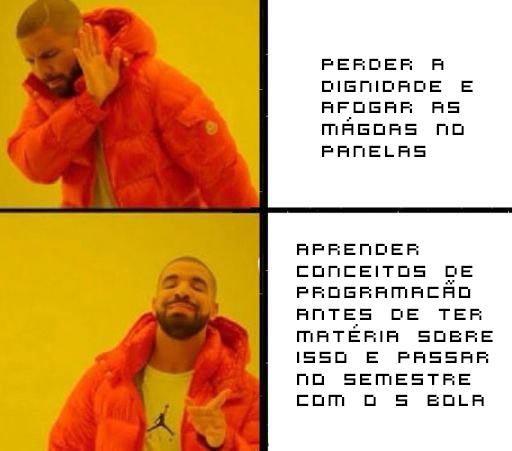 PERDER A
DIGNIDADE E
AFOGAR AS
MÁGOAS NO
PANELAS
APRENDER
CONCEITOS DE
PROGRAMACÃO
ANTES DE TER
MATÉRIA SOBRE
ISSO E PASSAR
NO SEMESTRE
COM O 5 BOLA